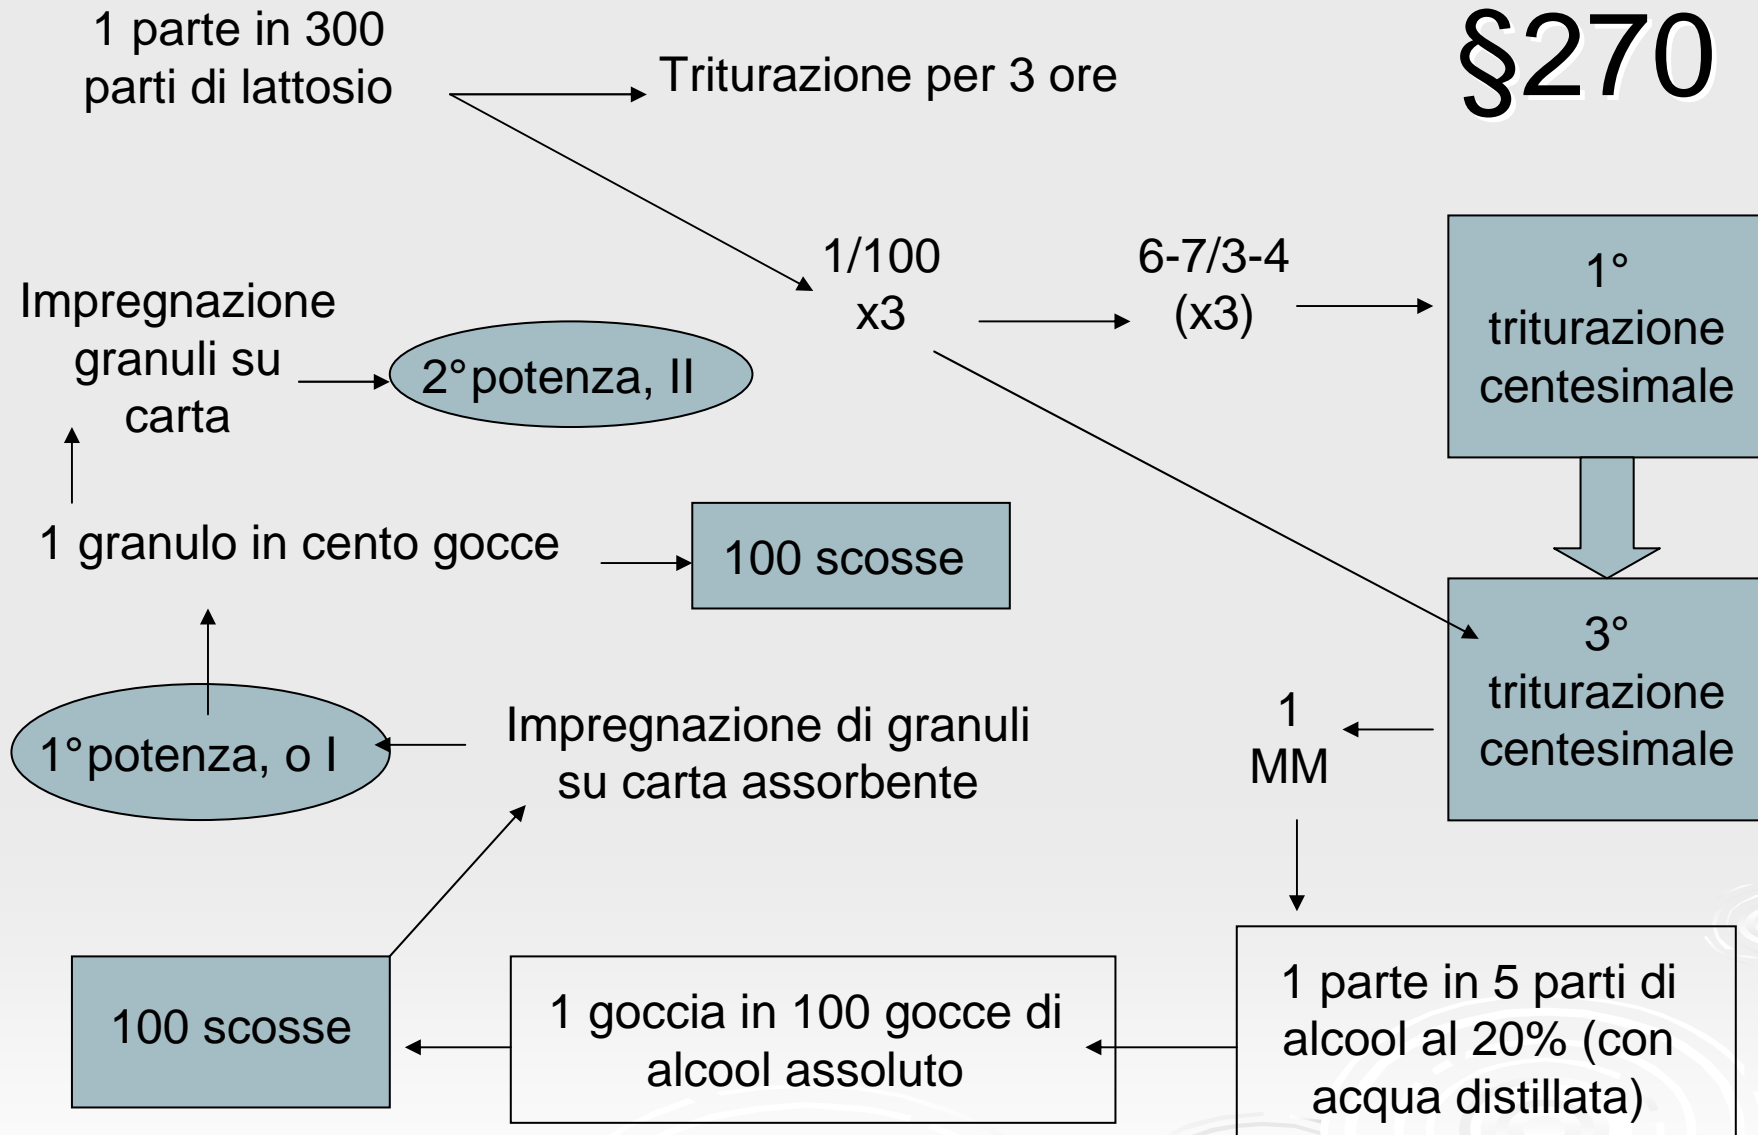 1 parte in 300
parti di lattosio
Triturazione per 3 ore
§270
1/100
x3
6-7/3-4
(x3)
1°
triturazione
centesimale
Impregnazione
granuli su
carta
2°potenza, II
1 granulo in cento gocce
100 scosse
3°
triturazione
centesimale
1°potenza, o I
Impregnazione di granuli
su carta assorbente
1
MM
100 scosse
1 goccia in 100 gocce di
alcool assoluto
1 parte in 5 parti di
alcool al 20% (con
acqua distillata)